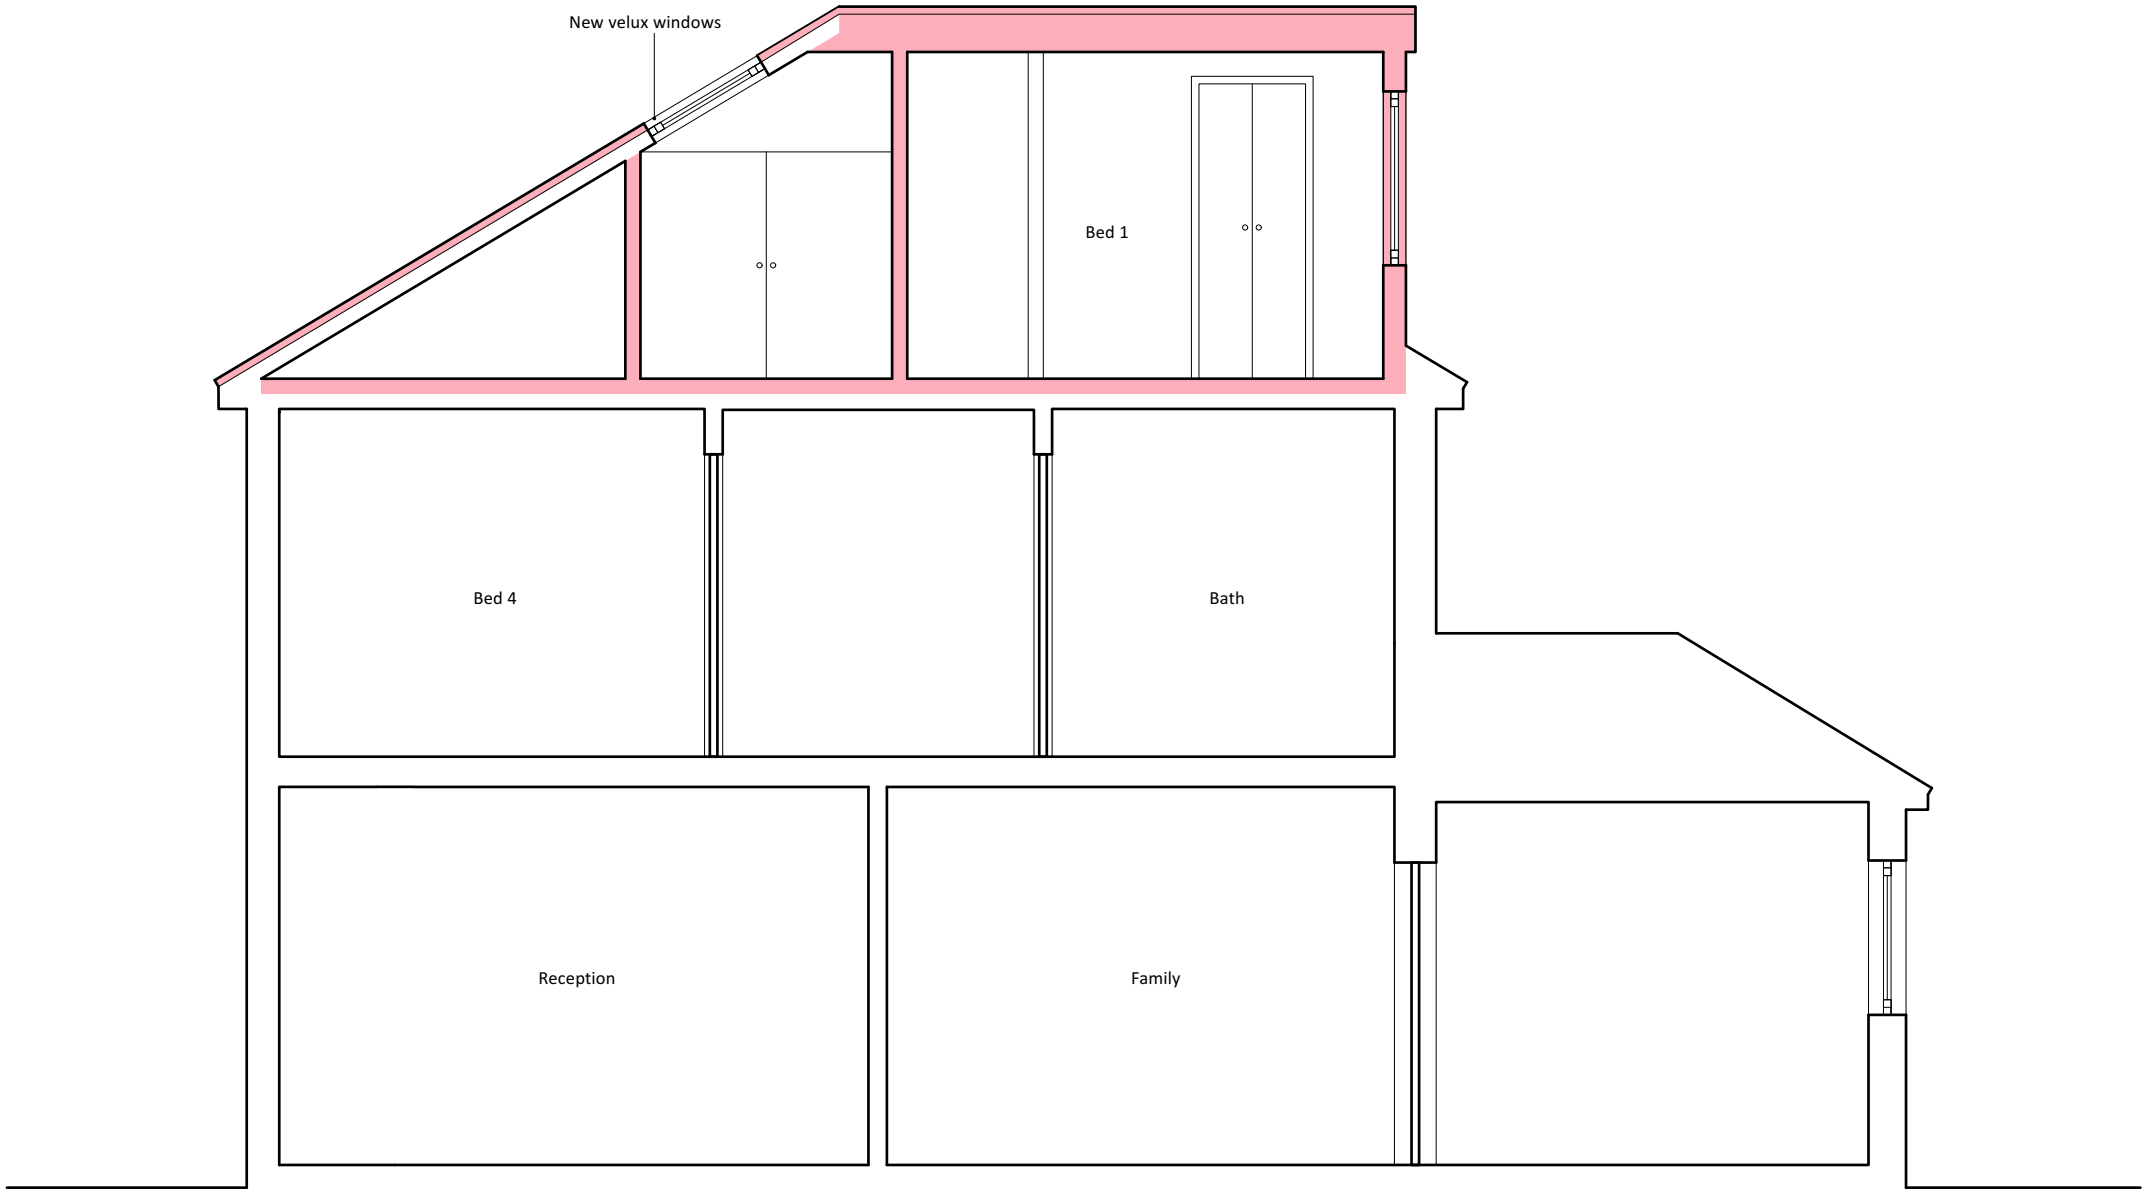 New velux windows
Bed 1
Bed 4
Bath
Reception
Family